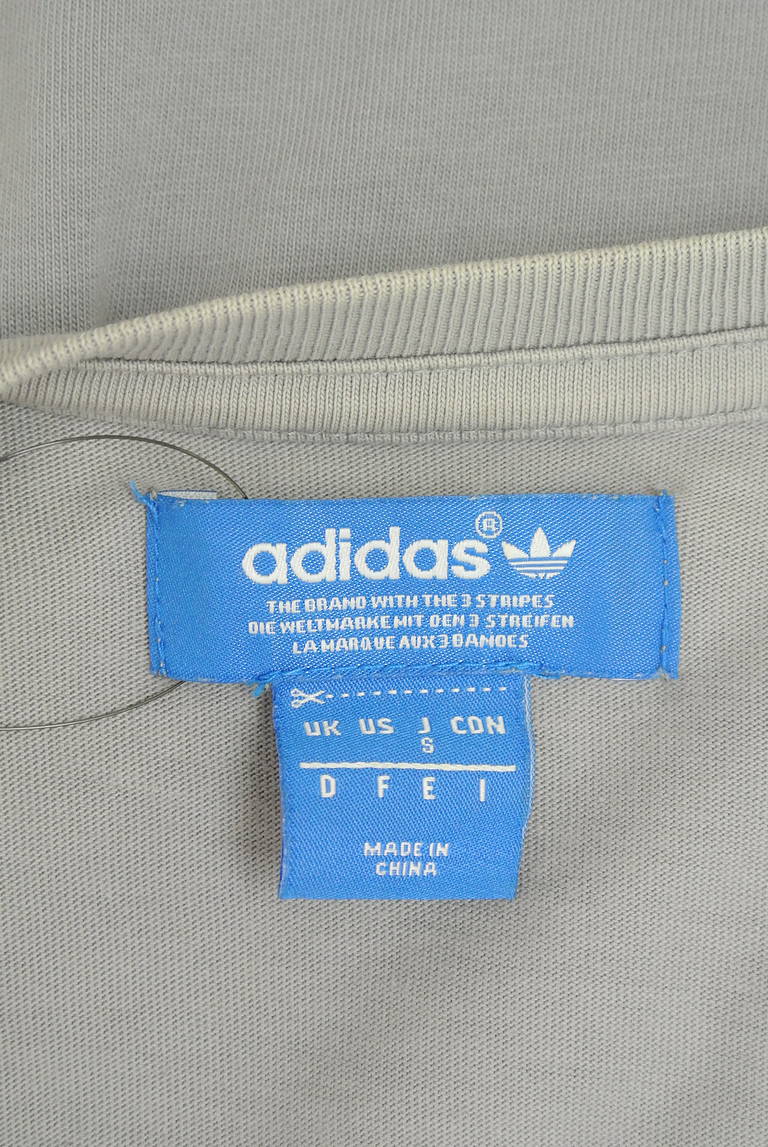 adidas®
THE BRAND WITH THE 3 STRIPES
DIE WELTMARKE MIT DEN 3 STREIFEN
LA MARQUE AUX 3 BANDES
UK US J CDN
S
D F E I
MADE IN
CHINA